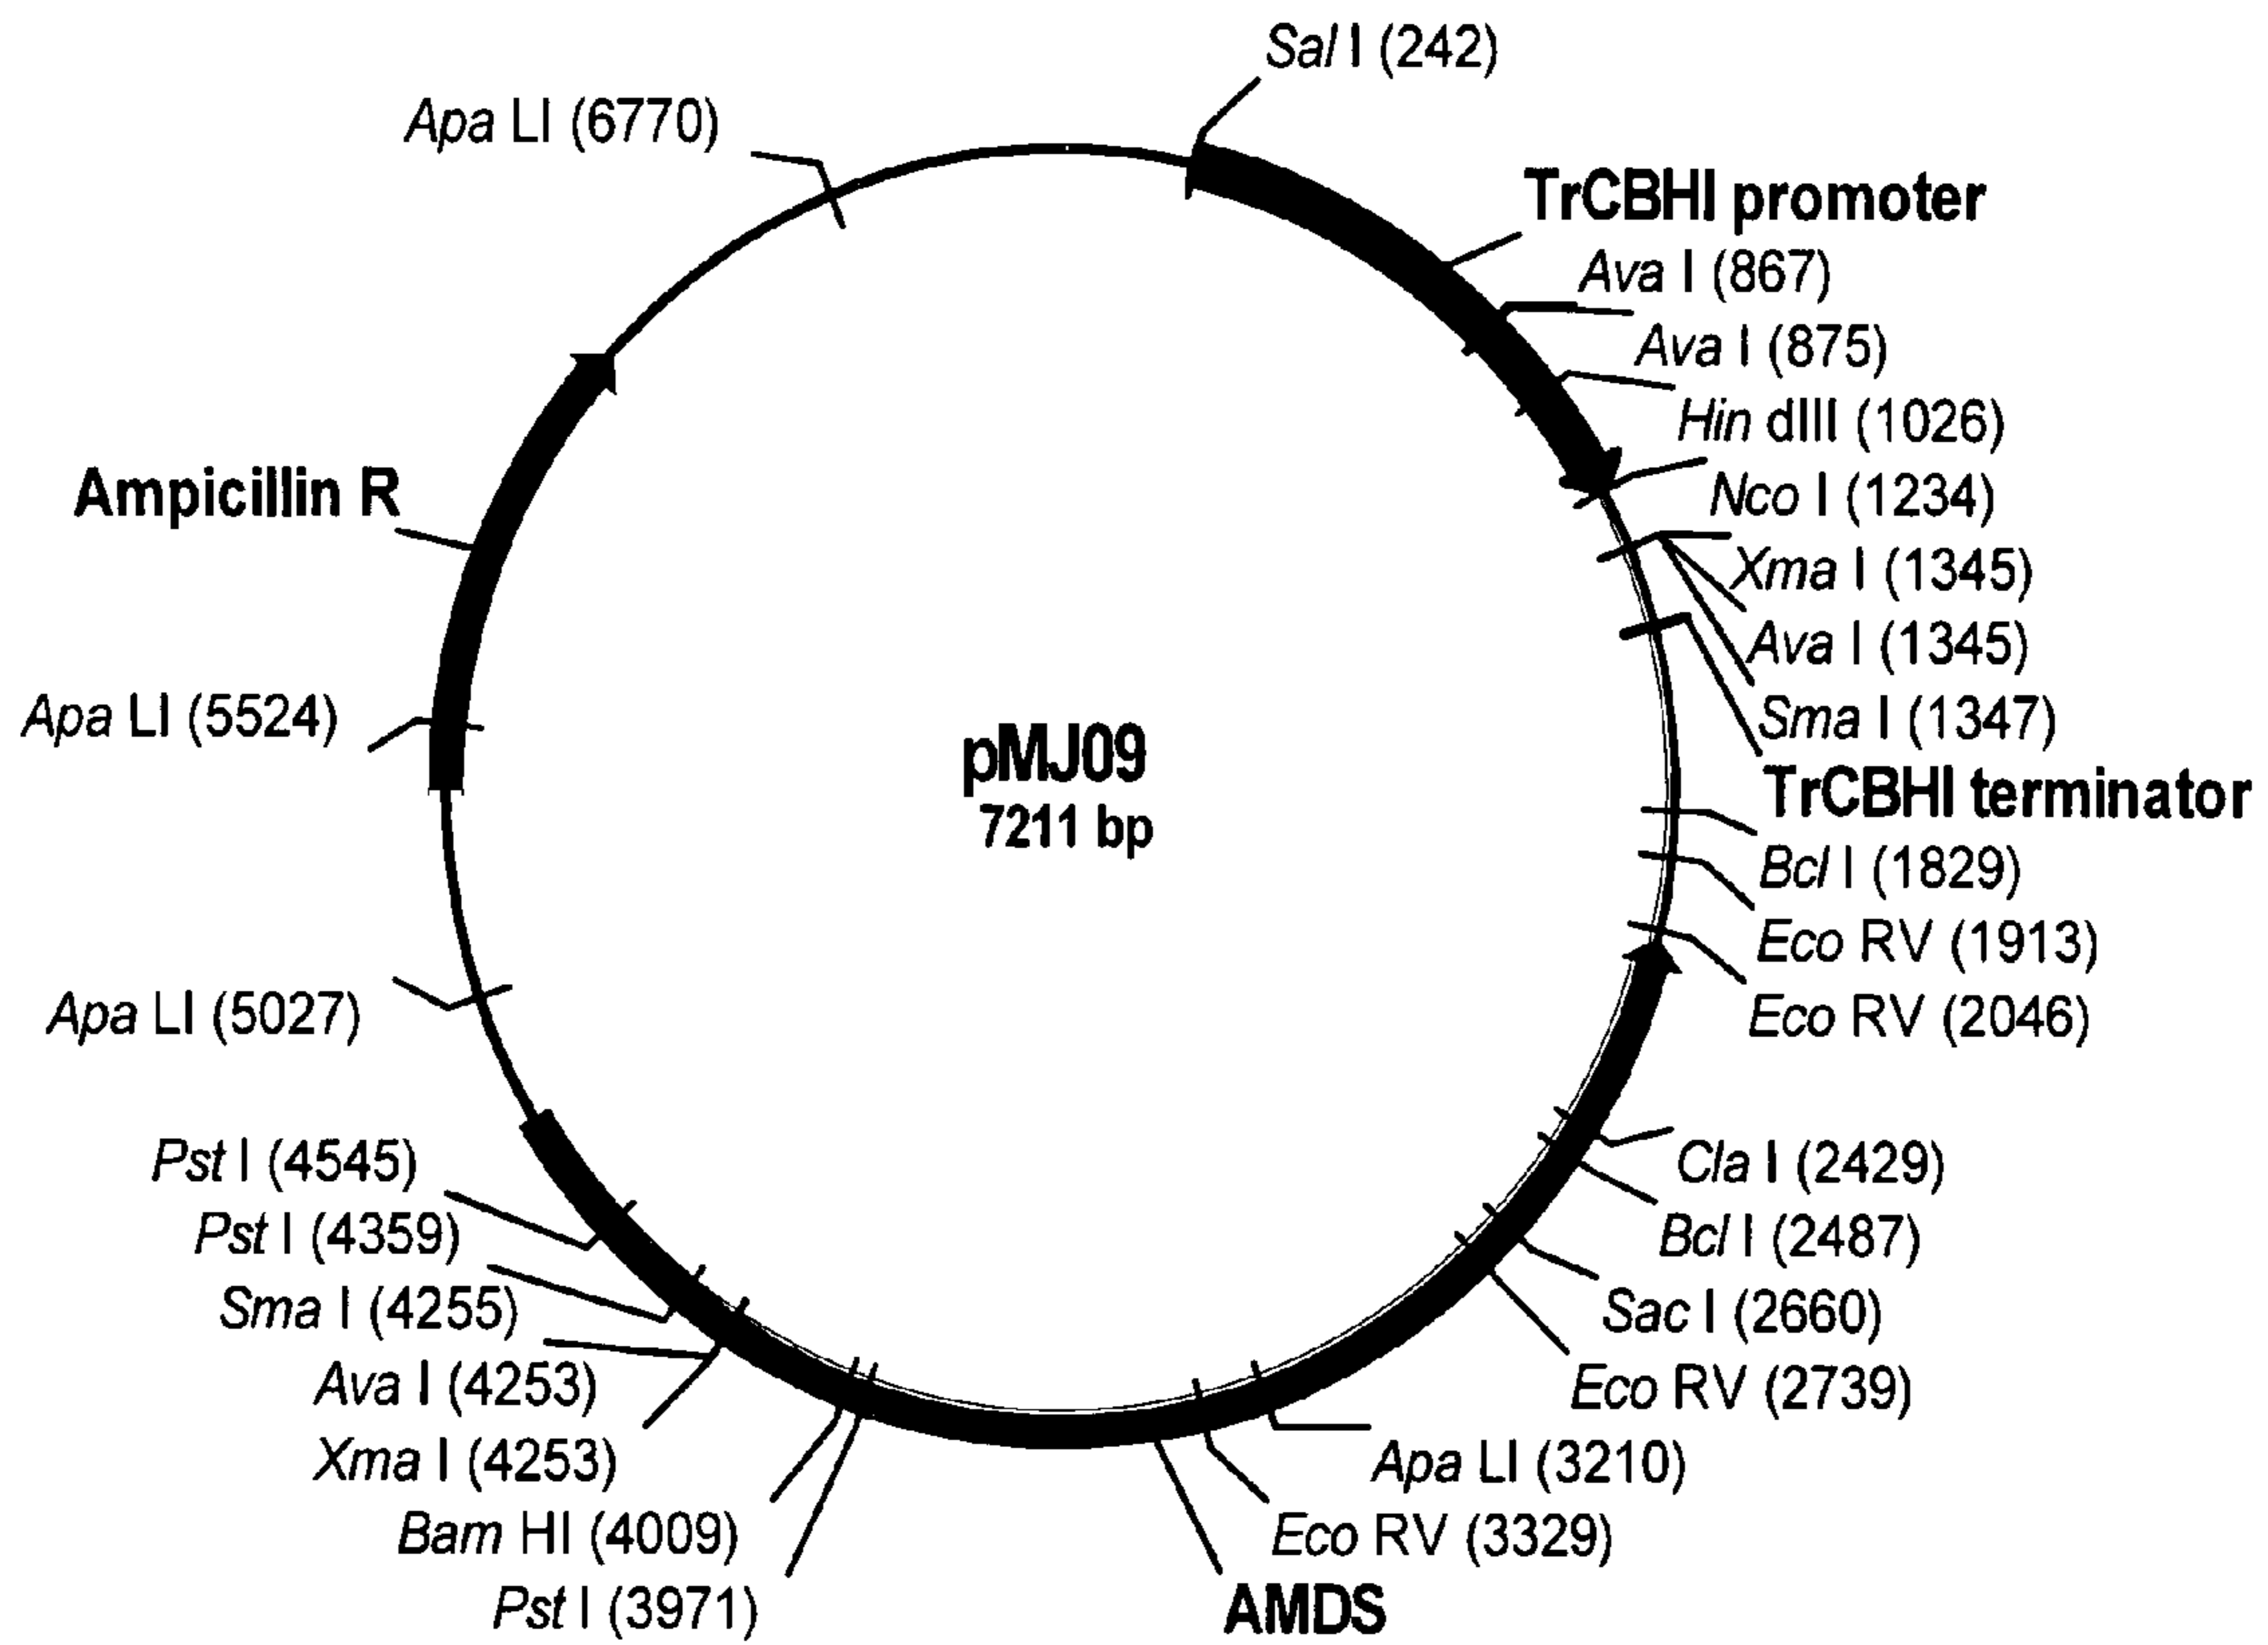 Sal I (242)
Apa LI (6770)
TrCBHI promoter
Ava I (867)
Ava I (875)
Hin dIII (1026)
Nco I (1234)
Xma I (1345)
Ava I (1345)
Sma I (1347)
TrCBHI terminator
Bcl I (1829)
Eco RV (1913)
Eco RV (2046)
Cla I (2429)
Bcl I (2487)
Sac I (2660)
Eco RV (2739)
Apa LI (3210)
Eco RV (3329)
AMDS
Pst I (3971)
Bam HI (4009)
Xma I (4253)
Ava I (4253)
Sma I (4255)
Pst I (4359)
Pst I (4545)
Apa LI (5027)
Apa LI (5524)
Ampicillin R
pMJ09
7211 bp